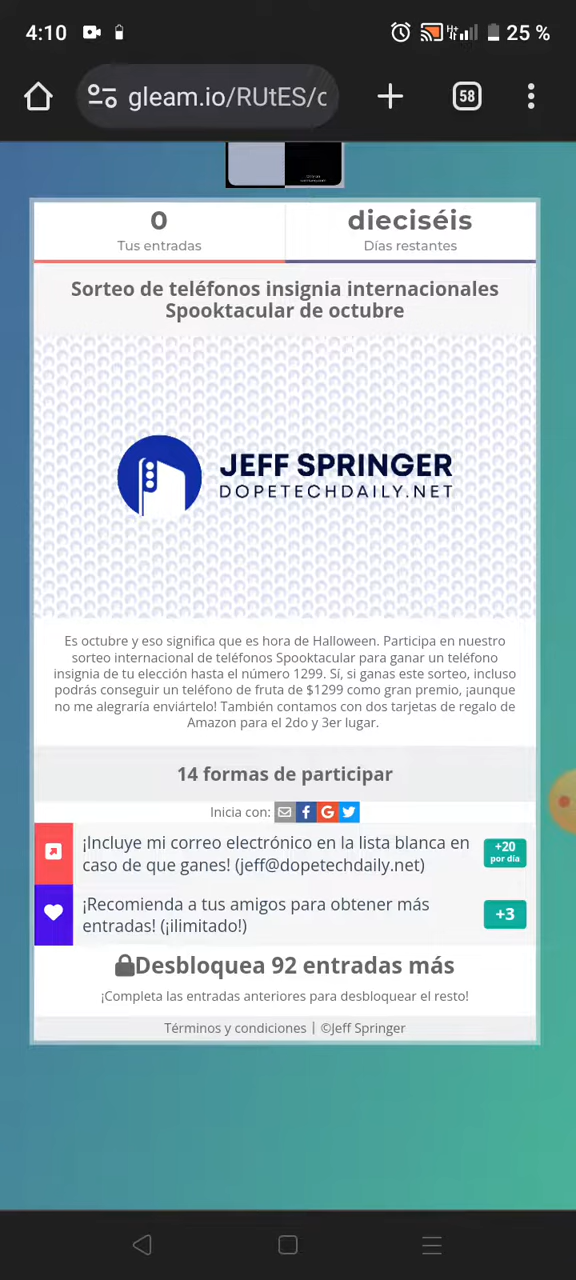 4:10
25 %
gleam.io/RUtES/c
58
0
Tus entradas
dieciséis
Días restantes
Sorteo de teléfonos insignia internacionales
Spooktacular de octubre
JEFF SPRINGER
DOPETECHDAILY.NET
Es octubre y eso significa que es hora de Halloween. Participa en nuestro
sorteo internacional de teléfonos Spooktacular para ganar un teléfono
insignia de tu elección hasta el número 1299. Sí, si ganas este sorteo, incluso
podrás conseguir un teléfono de fruta de $1299 como gran premio, ¡aunque
no me alegraría enviártelo! También contamos con dos tarjetas de regalo de
Amazon para el 2do y 3er lugar.
14 formas de participar
Inicia con:
¡Incluye mi correo electrónico en la lista blanca en
caso de que ganes! (jeff@dopetechdaily.net)
+20
por día
¡Recomienda a tus amigos para obtener más
entradas! (¡ilimitado!)
+3
Desbloquea 92 entradas más
¡Completa las entradas anteriores para desbloquear el resto!
Términos y condiciones | ©Jeff Springer